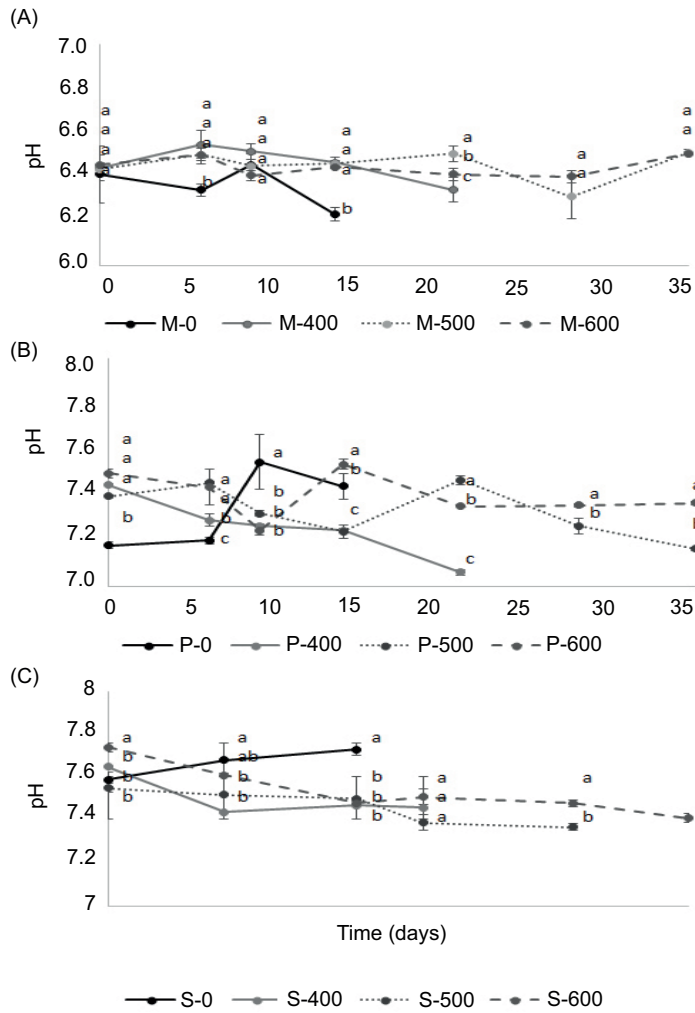 (A)
7.0
a
a
6.8
a
a
a
a
a
a
a
6.6
a
a
a
a
a
a
a
b
6.4
a
a
a
a
a
c
b
b
6.2
6.0
pH
0 5 10 15 20 25 30 35
M-0 M-400 M-500 M-600
(B)
8.0
7.8
7.6
a
a
a
a
b
7.4
a
a
a
b
a
a
b
a
b
c
b
b
7.2
b
b
b
c
c
7.0
pH
0 5 10 15 20 25 30 35
P-0 P-400 P-500 P-600
(C)
8
7.8
a
a
b
ab
7.6
b
b
b
b
a
a
b
b
b
a
7.4
b
b
a
b
7.2
7
pH
Time (days)
S-0 S-400 S-500 S-600